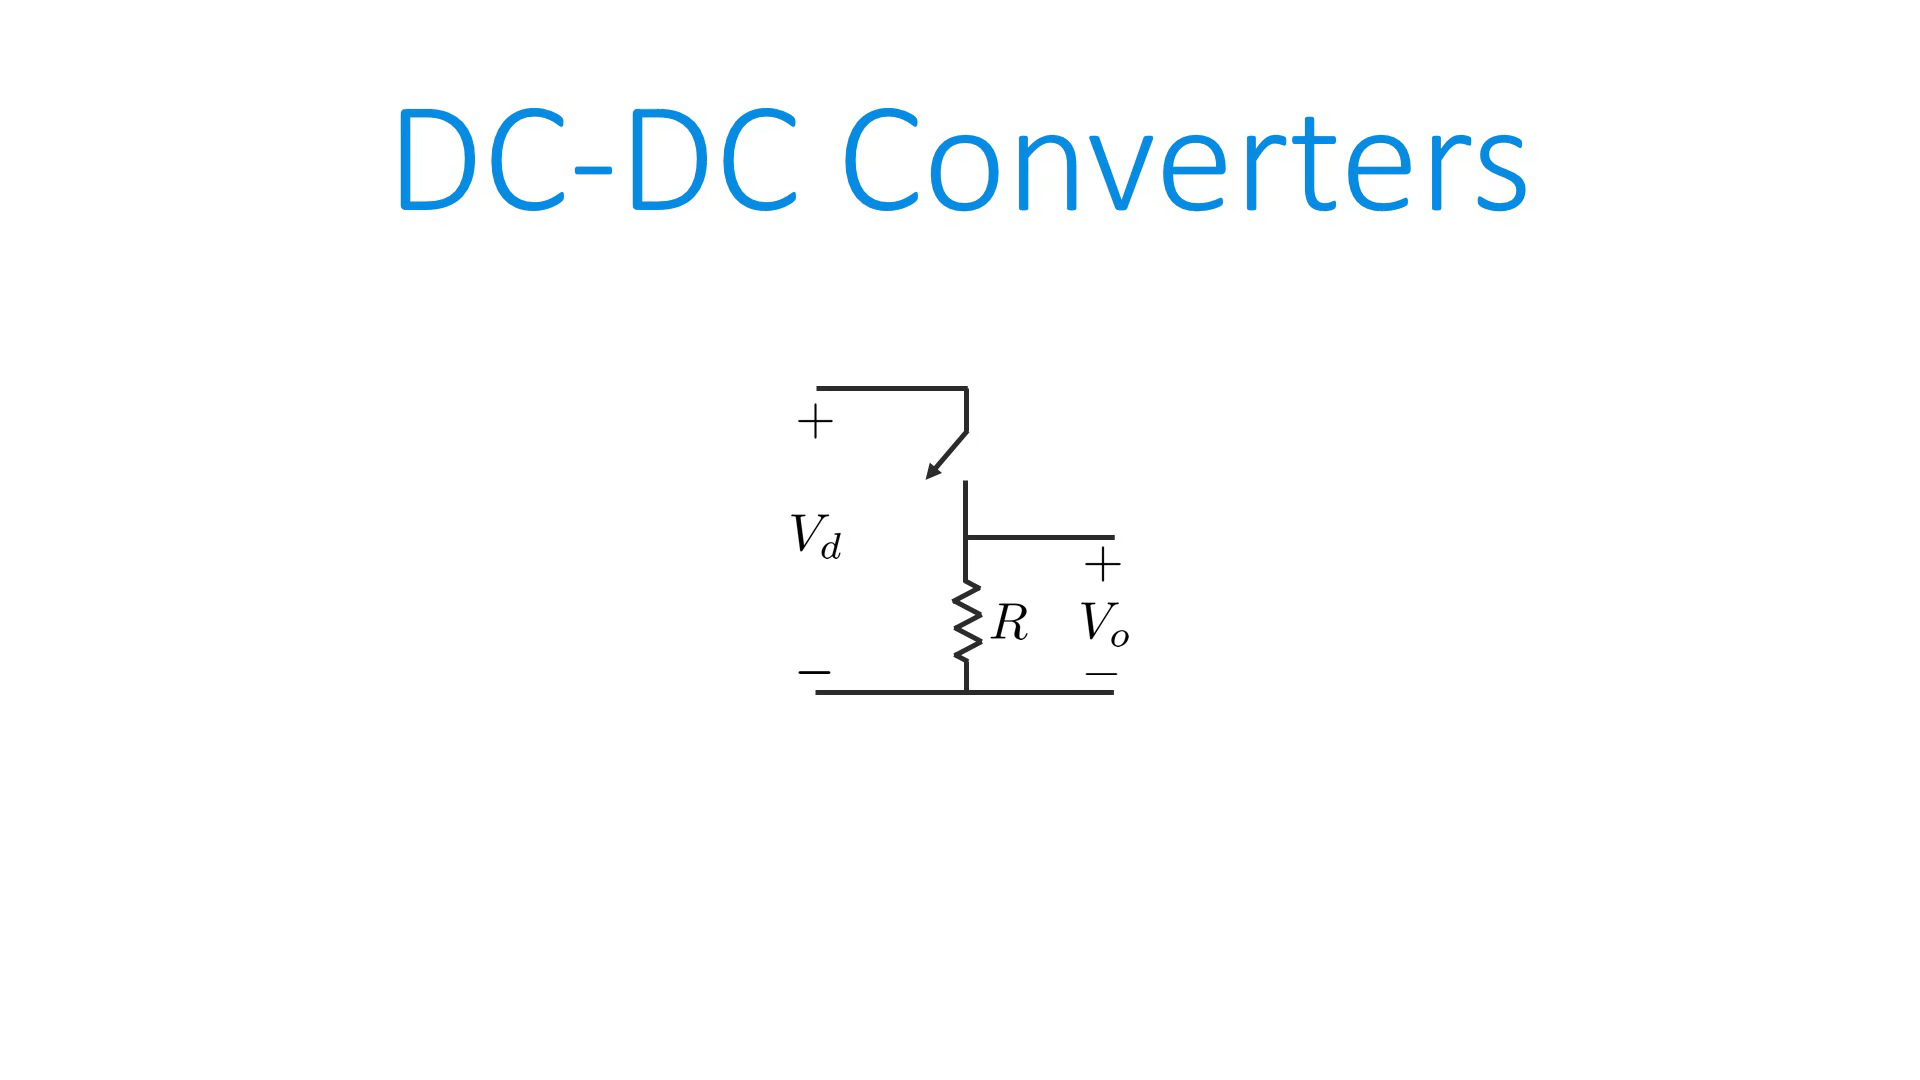 DC-DC Converters
+
V_d
+
R V_o
− −